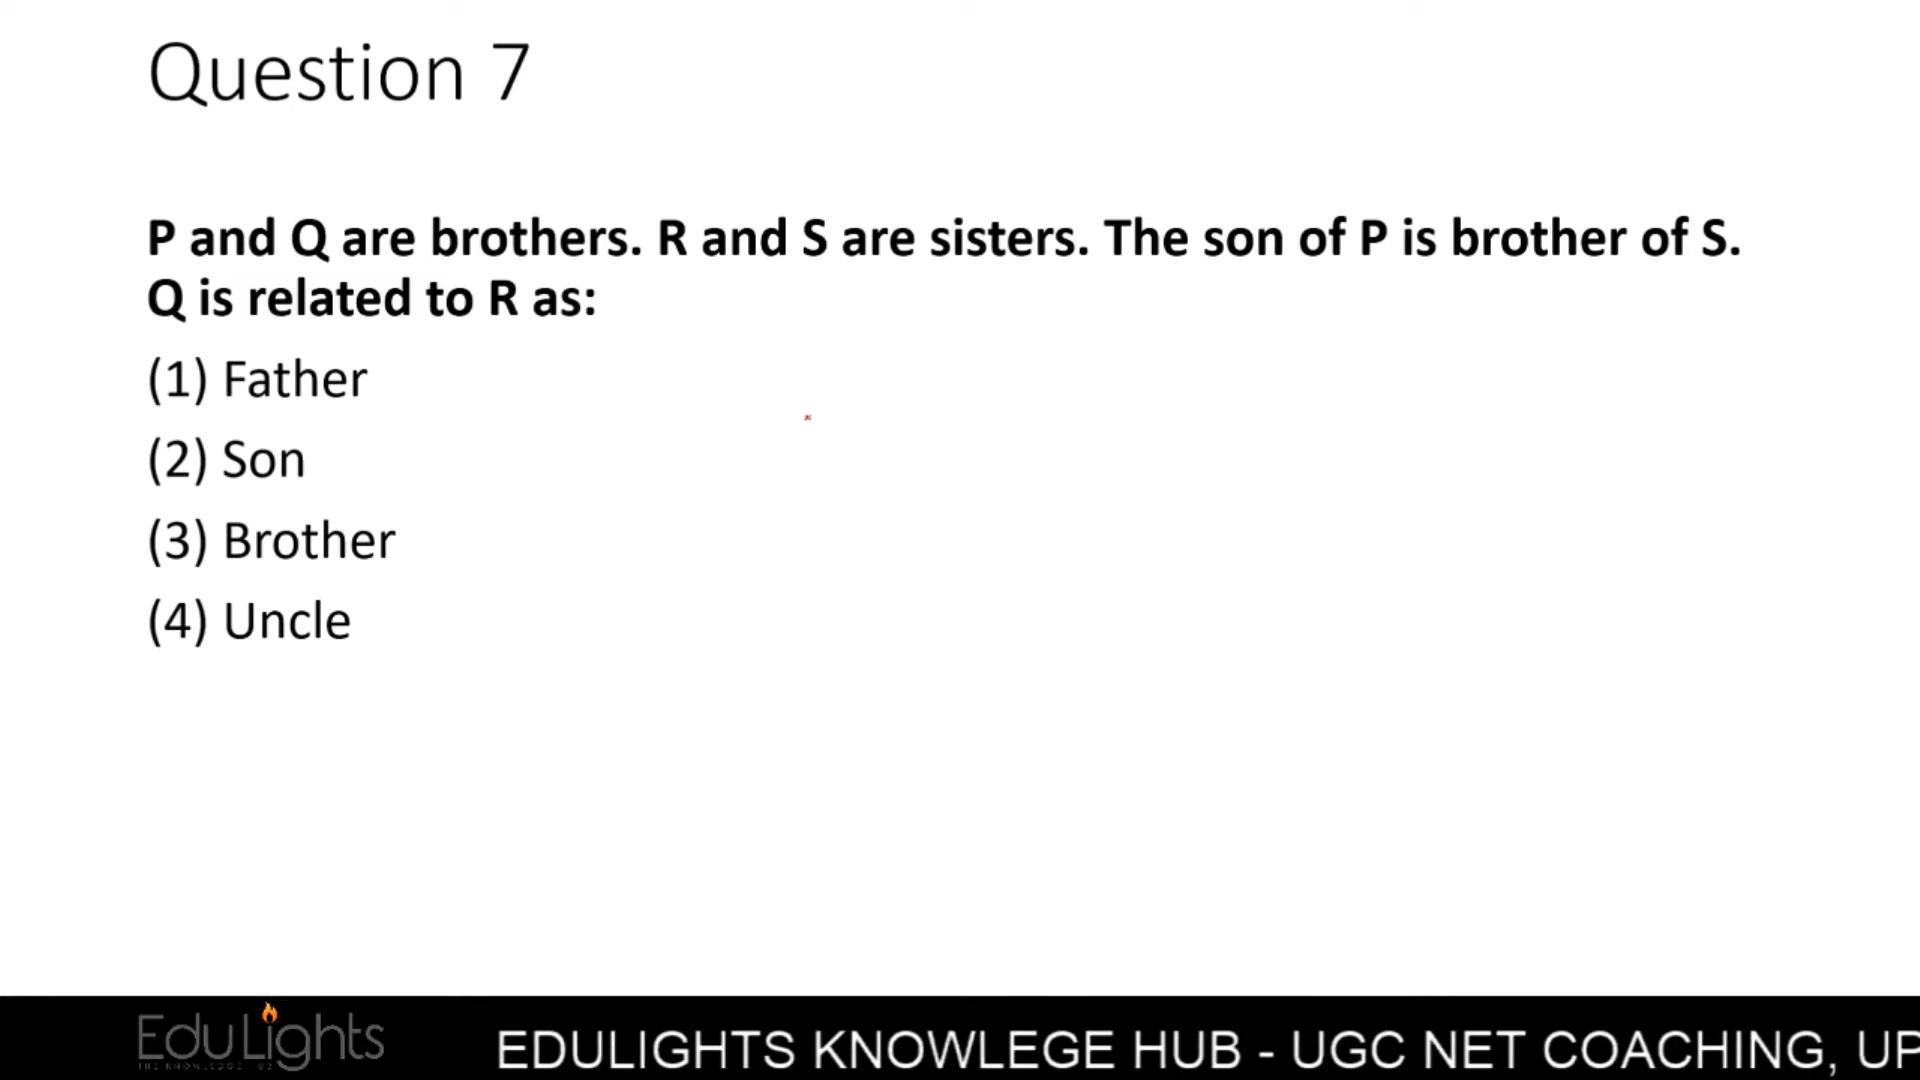 Question 7
P and Q are brothers. R and S are sisters. The son of P is brother of S.
Q is related to R as:
(1) Father
(2) Son
(3) Brother
(4) Uncle
EduLights
EDULIGHTS KNOWLEGE HUB - UGC NET COACHING, UP